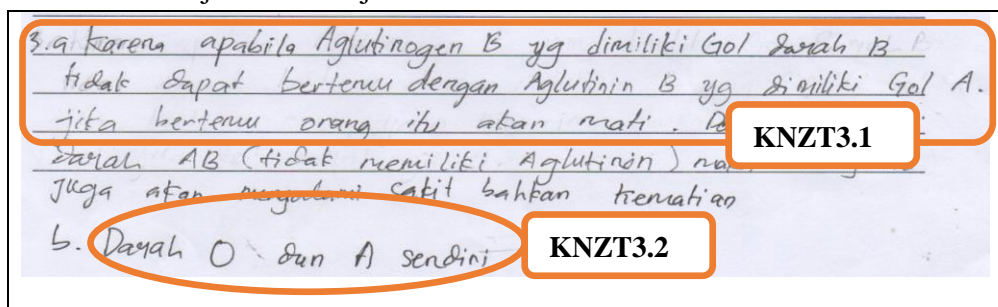 3.a Karena apabila Aglutinogen B yg dimiliki Gol darah B
tidak dapat bertemu dengan Aglutinin B yg dimiliki Gol A.
jika bertemu orang itu akan mati.
KNZT3.1
darah AB (tidak memiliki Aglutinin)
juga akan mengalami sakit bahkan kematian
b. Darah O dan A sendiri
KNZT3.2